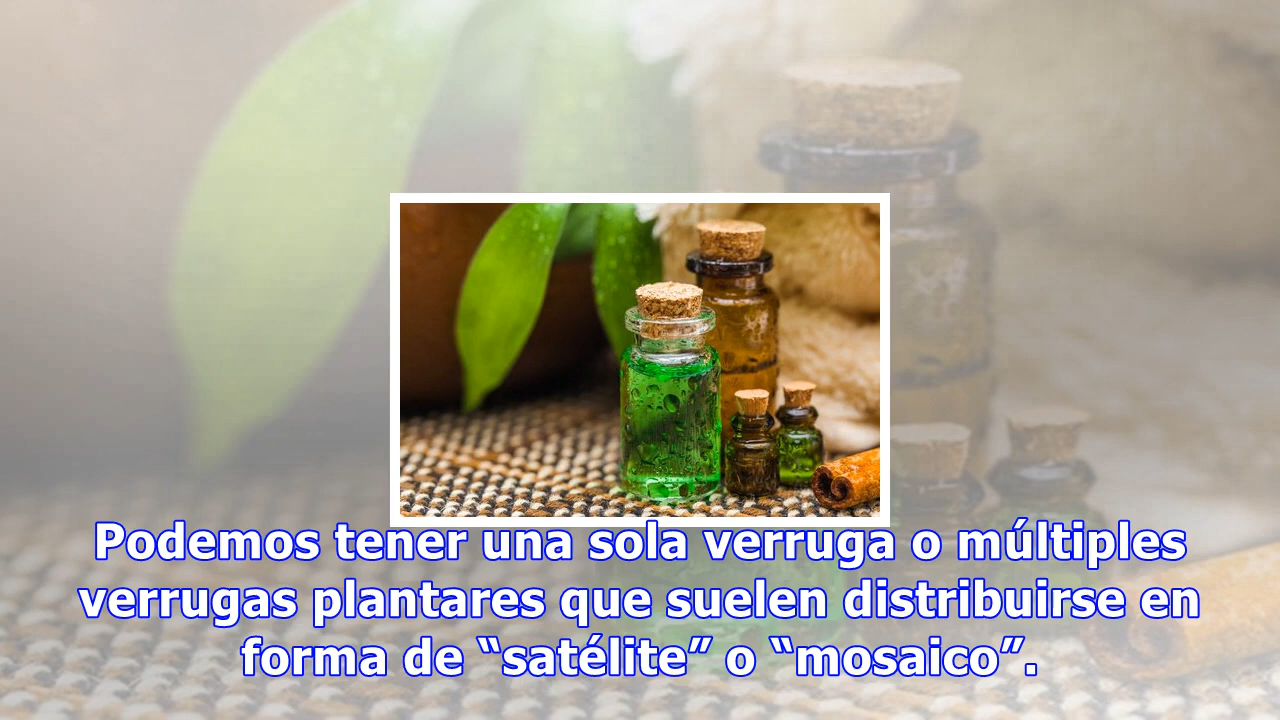 Podemos tener una sola verruga o múltiples
verrugas plantares que suelen distribuirse en
forma de “satélite” o “mosaico”.